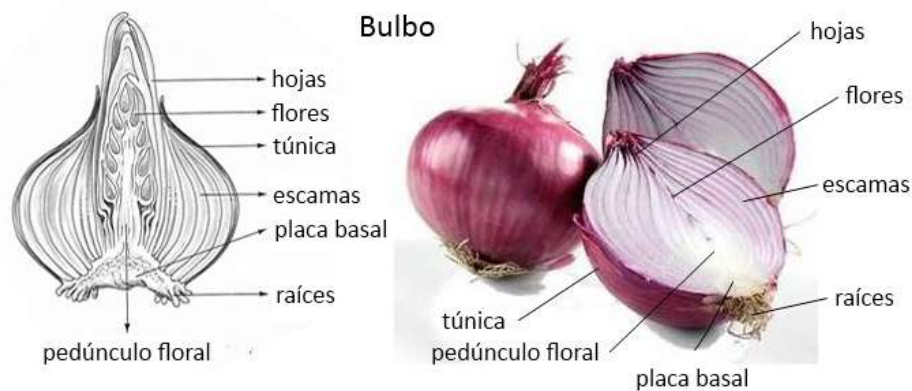 Bulbo
hojas
flores
túnica
escamas
placa basal
raíces
pedúnculo floral
hojas
flores
escamas
raíces
túnica
pedúnculo floral
placa basal